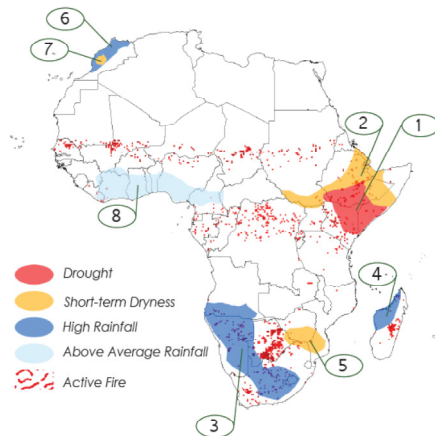 6
7
2
1
8
4
5
3
Drought
Short-term Dryness
High Rainfall
Above Average Rainfall
Active Fire